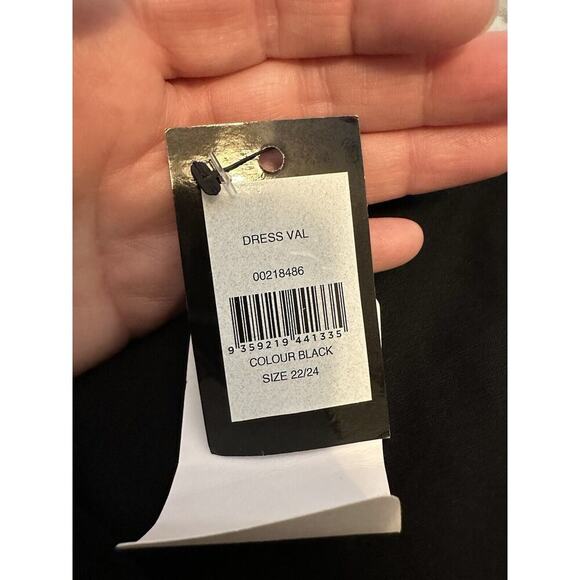 DRESS VAL
00218486
9 359219 441335
COLOUR BLACK
SIZE 22/24